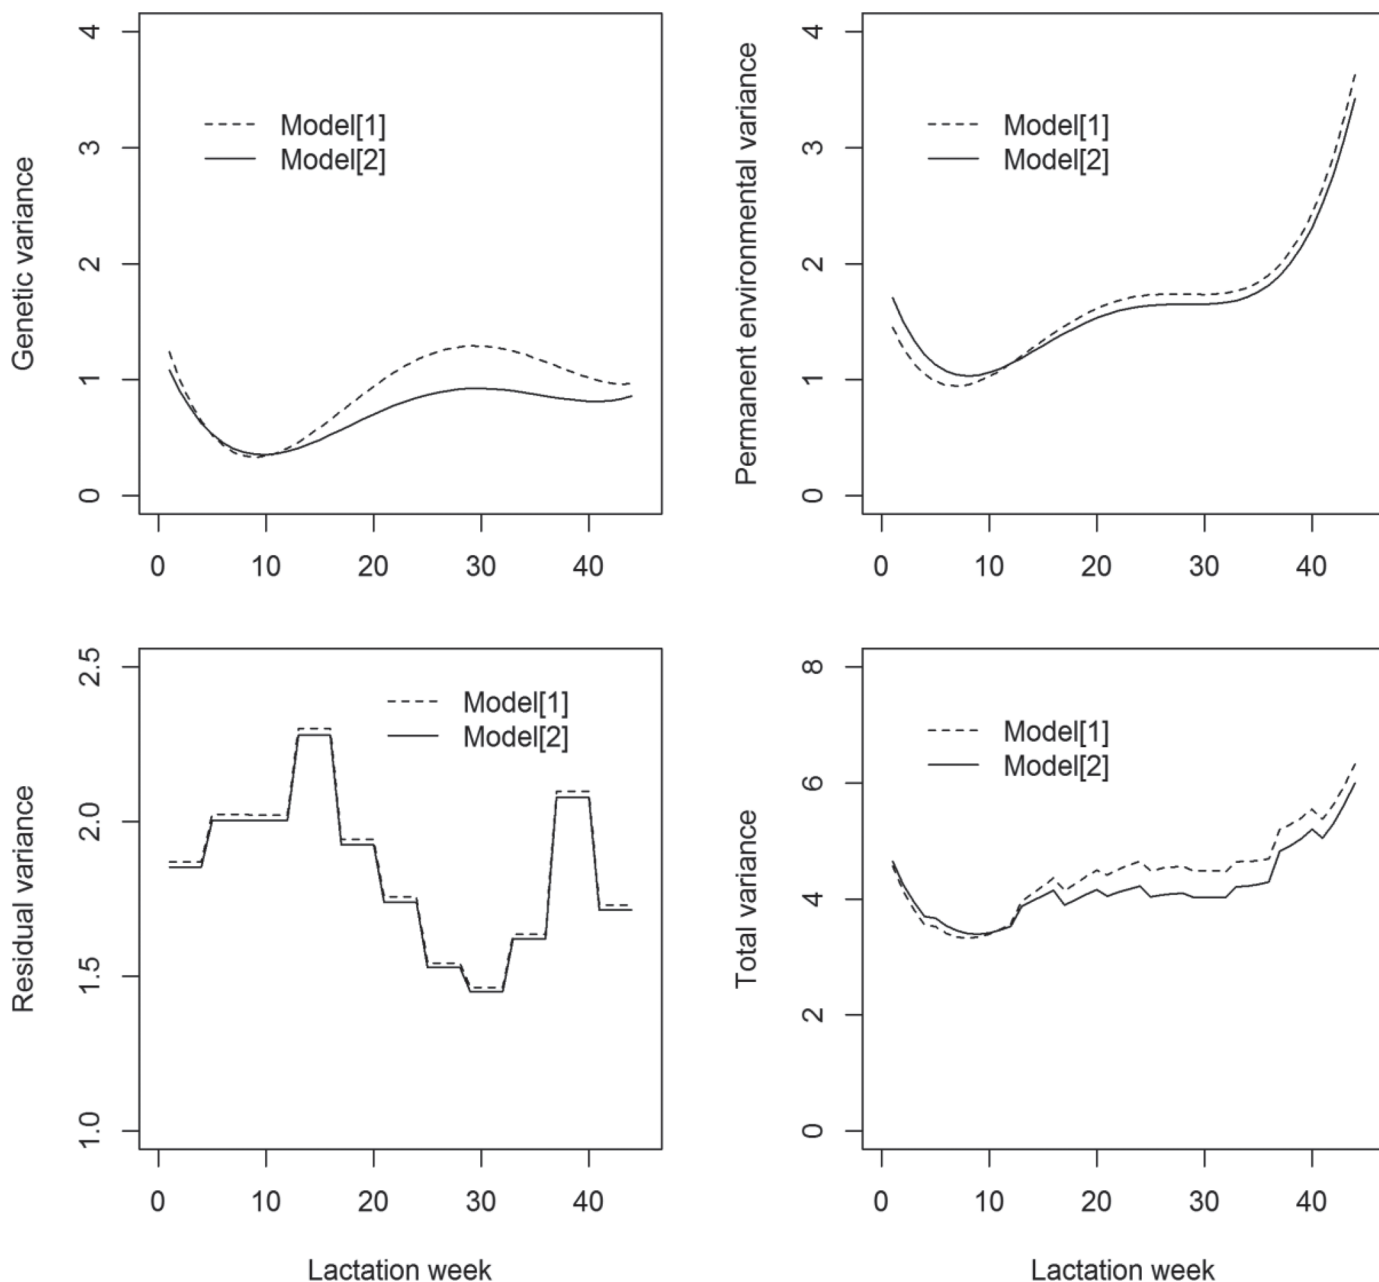 Genetic variance
4
3
2
1
0
Model[1]
Model[2]
0 10 20 30 40
Permanent environmental variance
4
3
2
1
0
Model[1]
Model[2]
0 10 20 30 40
Residual variance
2.5
2.0
1.5
1.0
Model[1]
Model[2]
0 10 20 30 40
Lactation week
Total variance
8
6
4
2
0
Model[1]
Model[2]
0 10 20 30 40
Lactation week